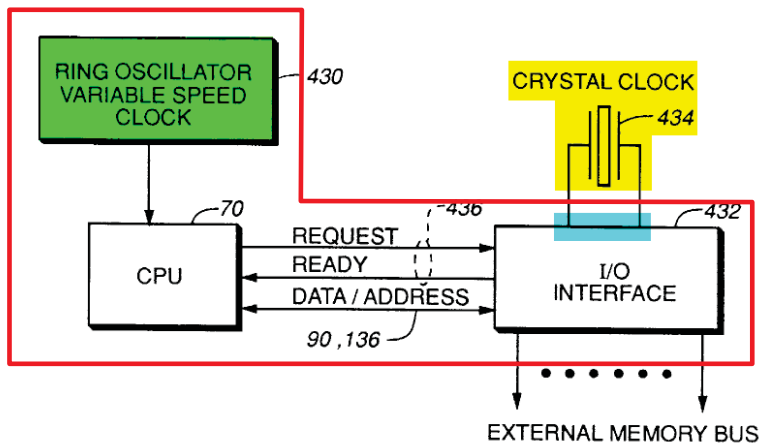 RING OSCILLATOR
VARIABLE SPEED
CLOCK
430
CRYSTAL CLOCK
434
70
436
432
CPU
REQUEST
READY
DATA / ADDRESS
90 ,136
I/O
INTERFACE
EXTERNAL MEMORY BUS